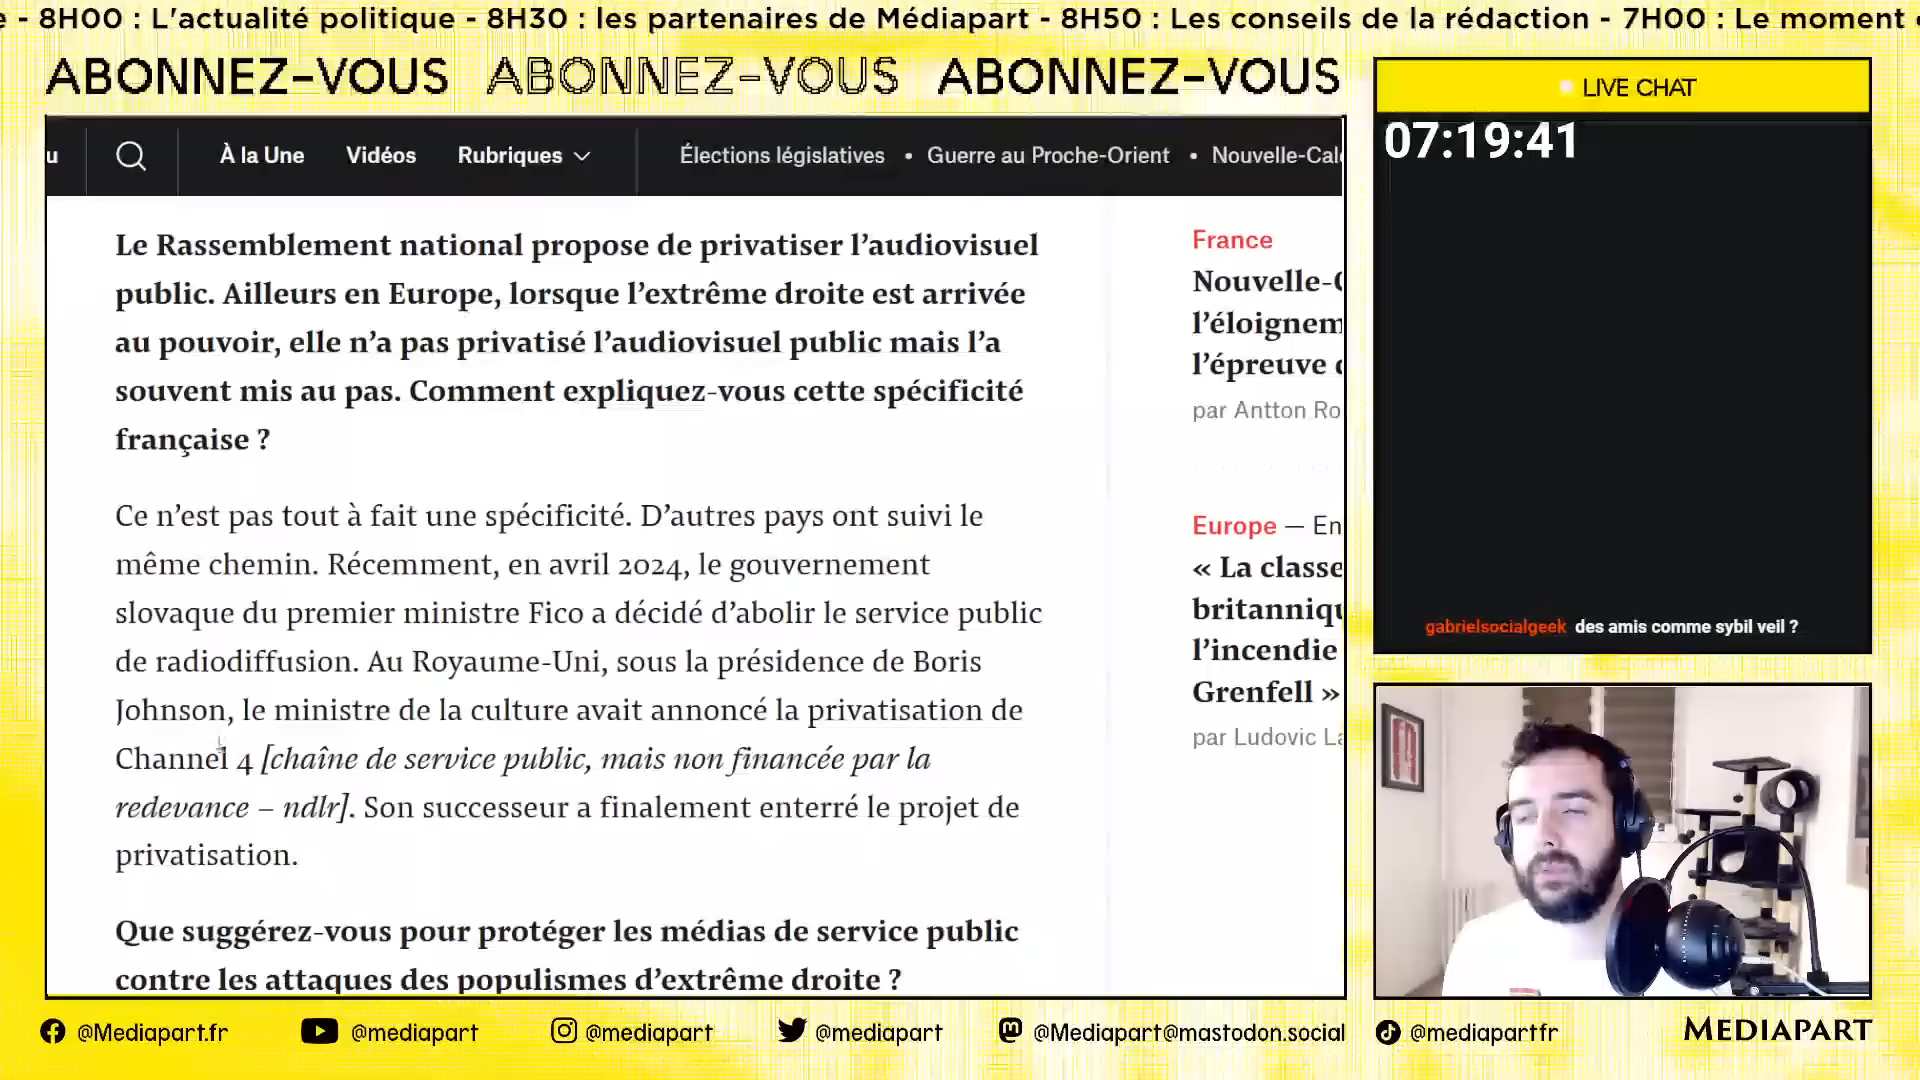 - 8H00 : L'actualité politique - 8H30 : les partenaires de Médiapart - 8H50 : Les conseils de la rédaction - 7H00 : Le moment
ABONNEZ-VOUS ABONNEZ-VOUS ABONNEZ-VOUS
À la Une Vidéos Rubriques Élections législatives • Guerre au Proche-Orient • Nouvelle-Cal
Le Rassemblement national propose de privatiser l’audiovisuel
public. Ailleurs en Europe, lorsque l’extrême droite est arrivée
au pouvoir, elle n’a pas privatisé l’audiovisuel public mais l’a
souvent mis au pas. Comment expliquez-vous cette spécificité
française ?
Ce n’est pas tout à fait une spécificité. D’autres pays ont suivi le
même chemin. Récemment, en avril 2024, le gouvernement
slovaque du premier ministre Fico a décidé d’abolir le service public
de radiodiffusion. Au Royaume-Uni, sous la présidence de Boris
Johnson, le ministre de la culture avait annoncé la privatisation de
Channel 4 [chaîne de service public, mais non financée par la
redevance – ndlr]. Son successeur a finalement enterré le projet de
privatisation.
Que suggérez-vous pour protéger les médias de service public
contre les attaques des populismes d’extrême droite ?
France
Nouvelle-C
l’éloignem
l’épreuve
par Antton Ro
Europe — En
« La classe
britanniqu
l’incendie
Grenfell »
par Ludovic La
LIVE CHAT
07:19:41
gabrielsocialgeek des amis comme sybil veil ?
@Mediapart.fr @mediapart @mediapart @mediapart @Mediapart@mastodon.social @mediapartfr MEDIAPART